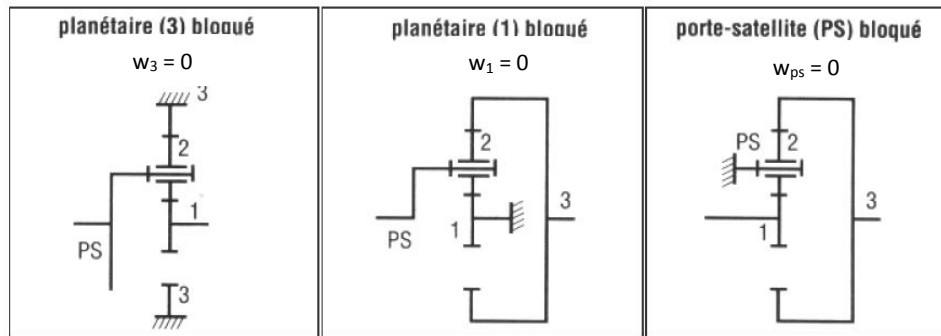 planétaire (3) bloqué
w₃ = 0
3
2
1
PS
3
planétaire (1) bloqué
w₁ = 0
2
3
1
PS
porte-satellite (PS) bloqué
wₚₛ = 0
PS
2
3
1